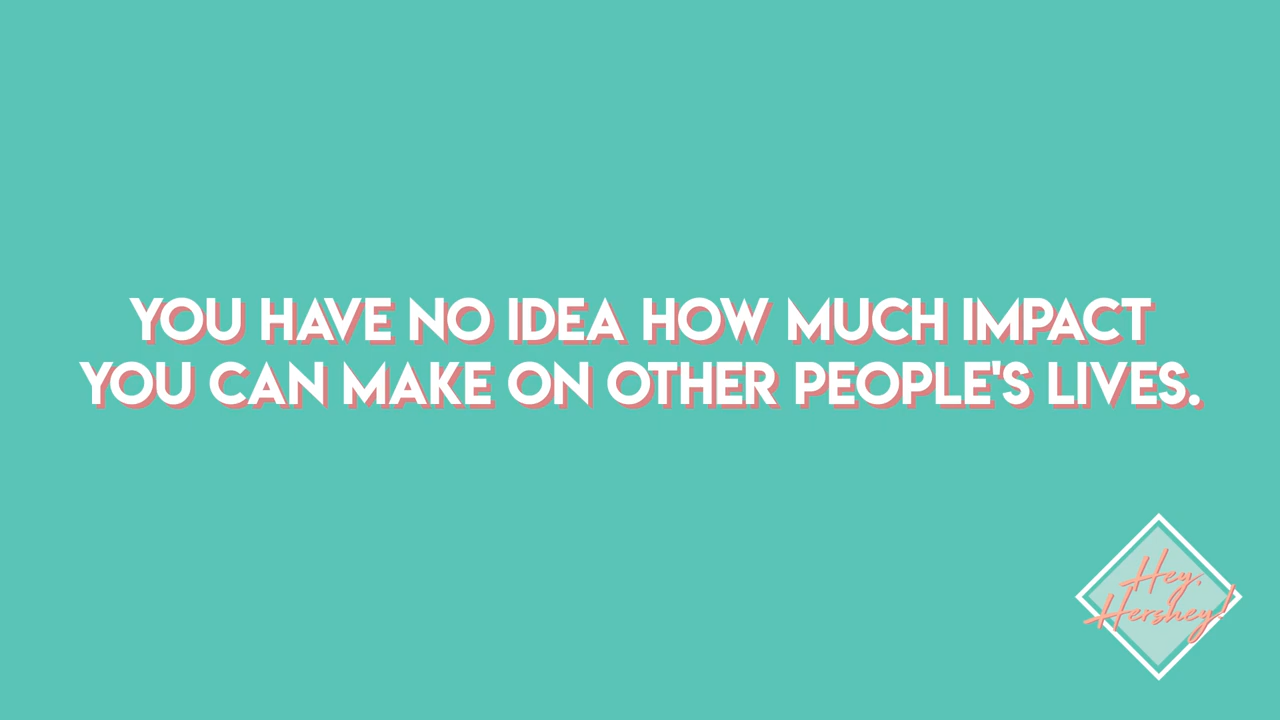 YOU HAVE NO IDEA HOW MUCH IMPACT
YOU CAN MAKE ON OTHER PEOPLE'S LIVES.
Hey,
Hershey!